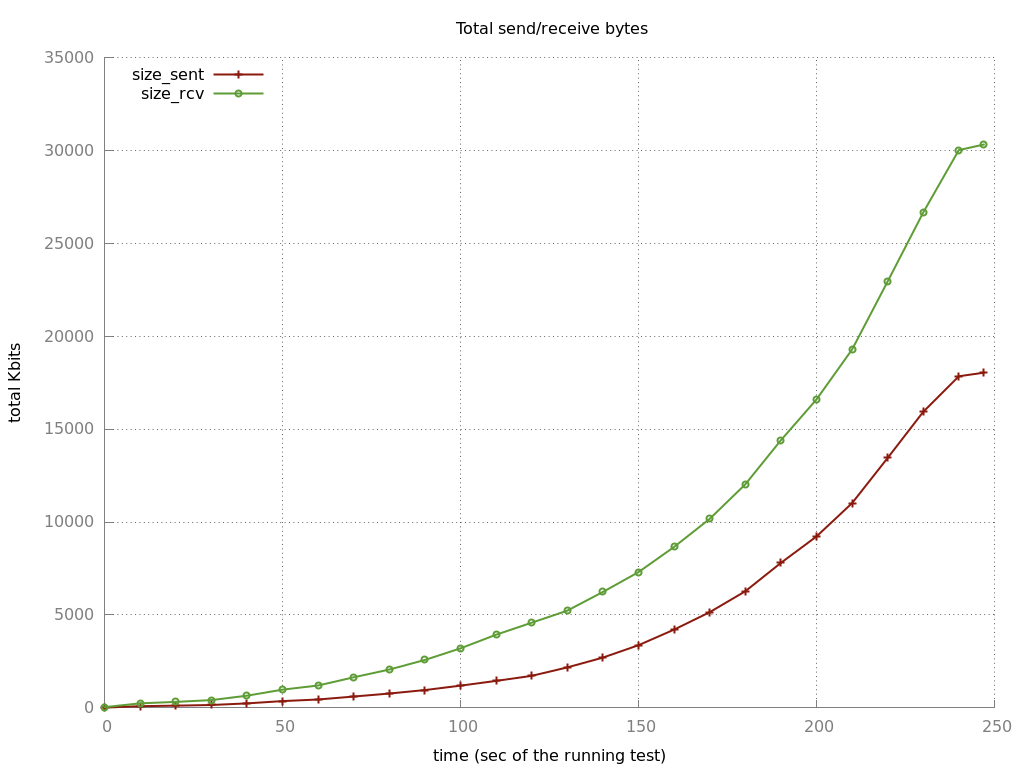 Total send/receive bytes
35000
30000
25000
20000
15000
10000
5000
0
size_sent
size_rcv
total Kbits
0 50 100 150 200 250
time (sec of the running test)